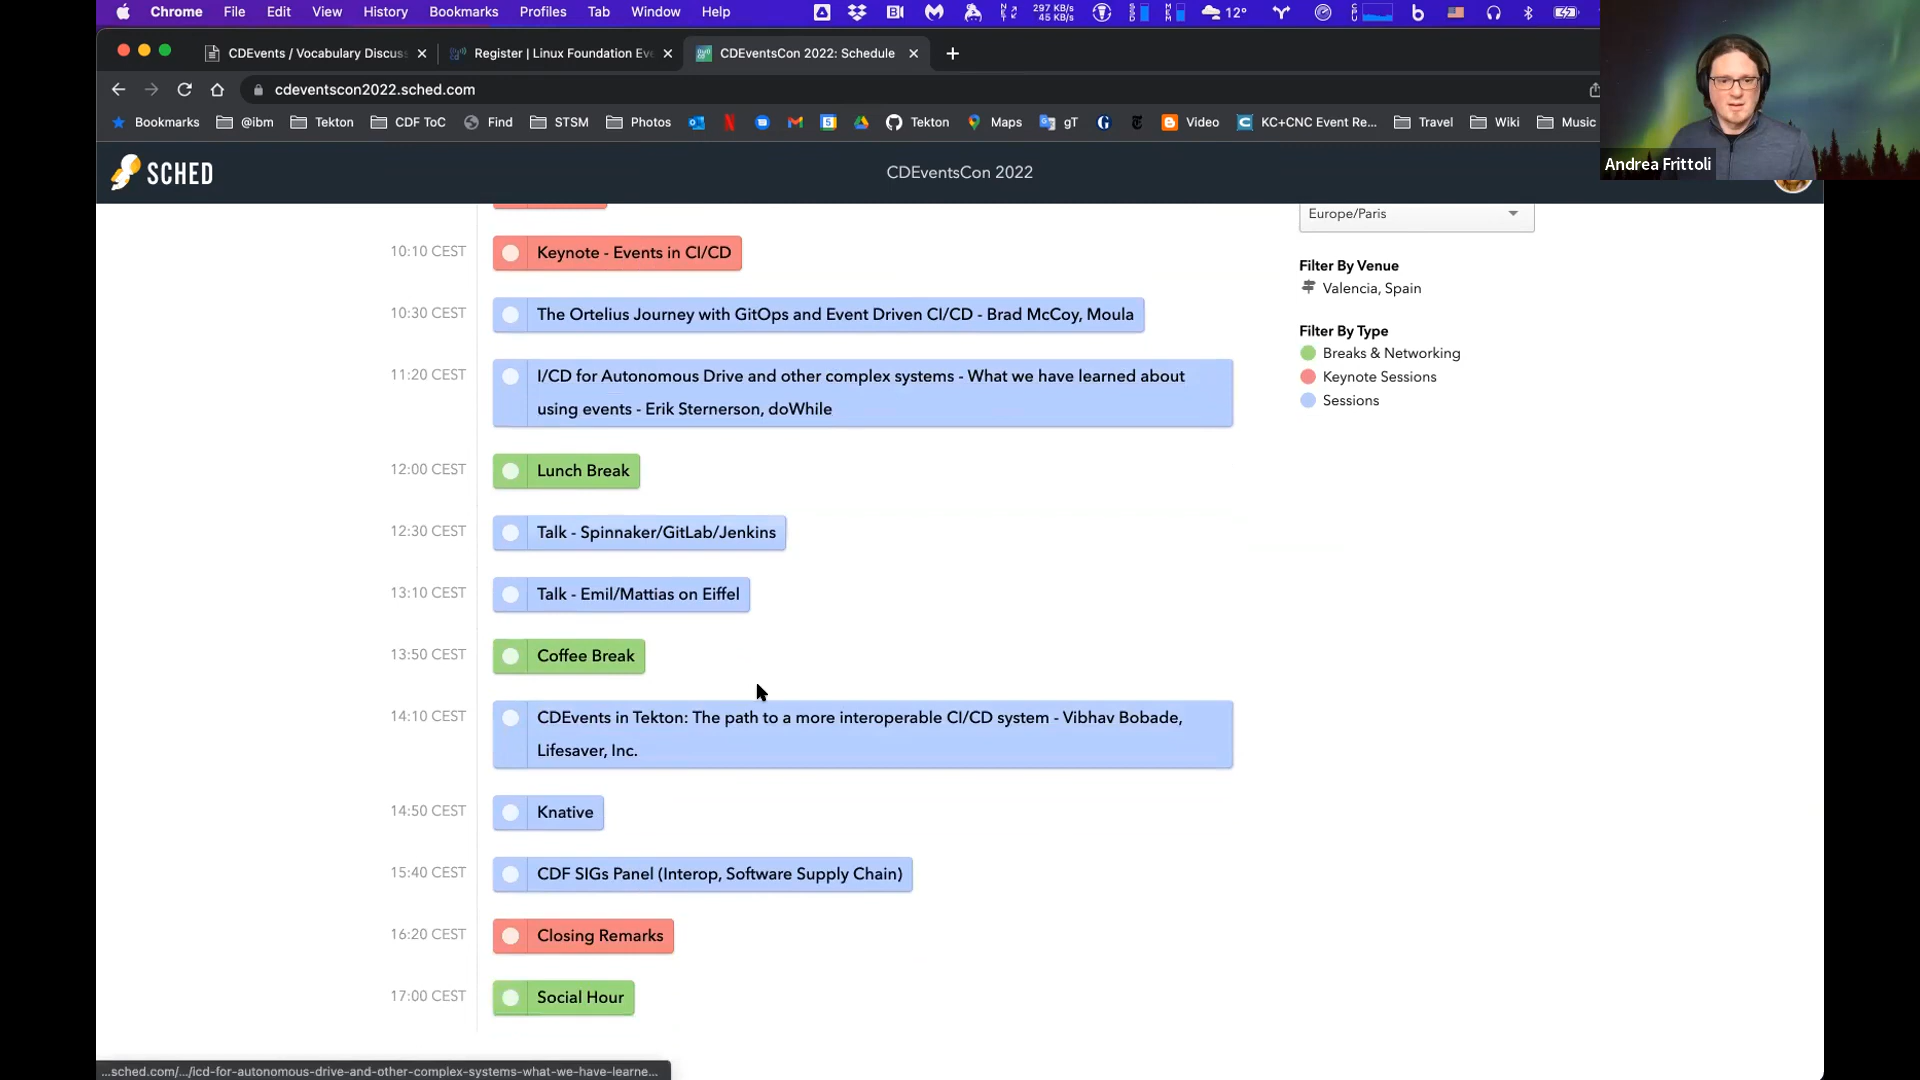 Chrome File Edit View History Bookmarks Profiles Tab Window Help 297 KB/s 45 KB/s 12°
CDEvents / Vocabulary Discuss
Register | Linux Foundation Eve
CDEventsCon 2022: Schedule
cdeventscon2022.sched.com
Bookmarks @ibm Tekton CDF ToC Find STSM Photos Tekton Maps gT Video KC+CNC Event Re... Travel Wiki Music
Andrea Frittoli
SCHED
CDEventsCon 2022
Europe/Paris
10:10 CEST
Keynote - Events in CI/CD
10:30 CEST
The Ortelius Journey with GitOps and Event Driven CI/CD - Brad McCoy, Moula
11:20 CEST
I/CD for Autonomous Drive and other complex systems - What we have learned about
using events - Erik Sternerson, doWhile
12:00 CEST
Lunch Break
12:30 CEST
Talk - Spinnaker/GitLab/Jenkins
13:10 CEST
Talk - Emil/Mattias on Eiffel
13:50 CEST
Coffee Break
14:10 CEST
CDEvents in Tekton: The path to a more interoperable CI/CD system - Vibhav Bobade,
Lifesaver, Inc.
14:50 CEST
Knative
15:40 CEST
CDF SIGs Panel (Interop, Software Supply Chain)
16:20 CEST
Closing Remarks
17:00 CEST
Social Hour
Filter By Venue
Valencia, Spain
Filter By Type
Breaks & Networking
Keynote Sessions
Sessions
...sched.com/.../icd-for-autonomous-drive-and-other-complex-systems-what-we-have-learne...